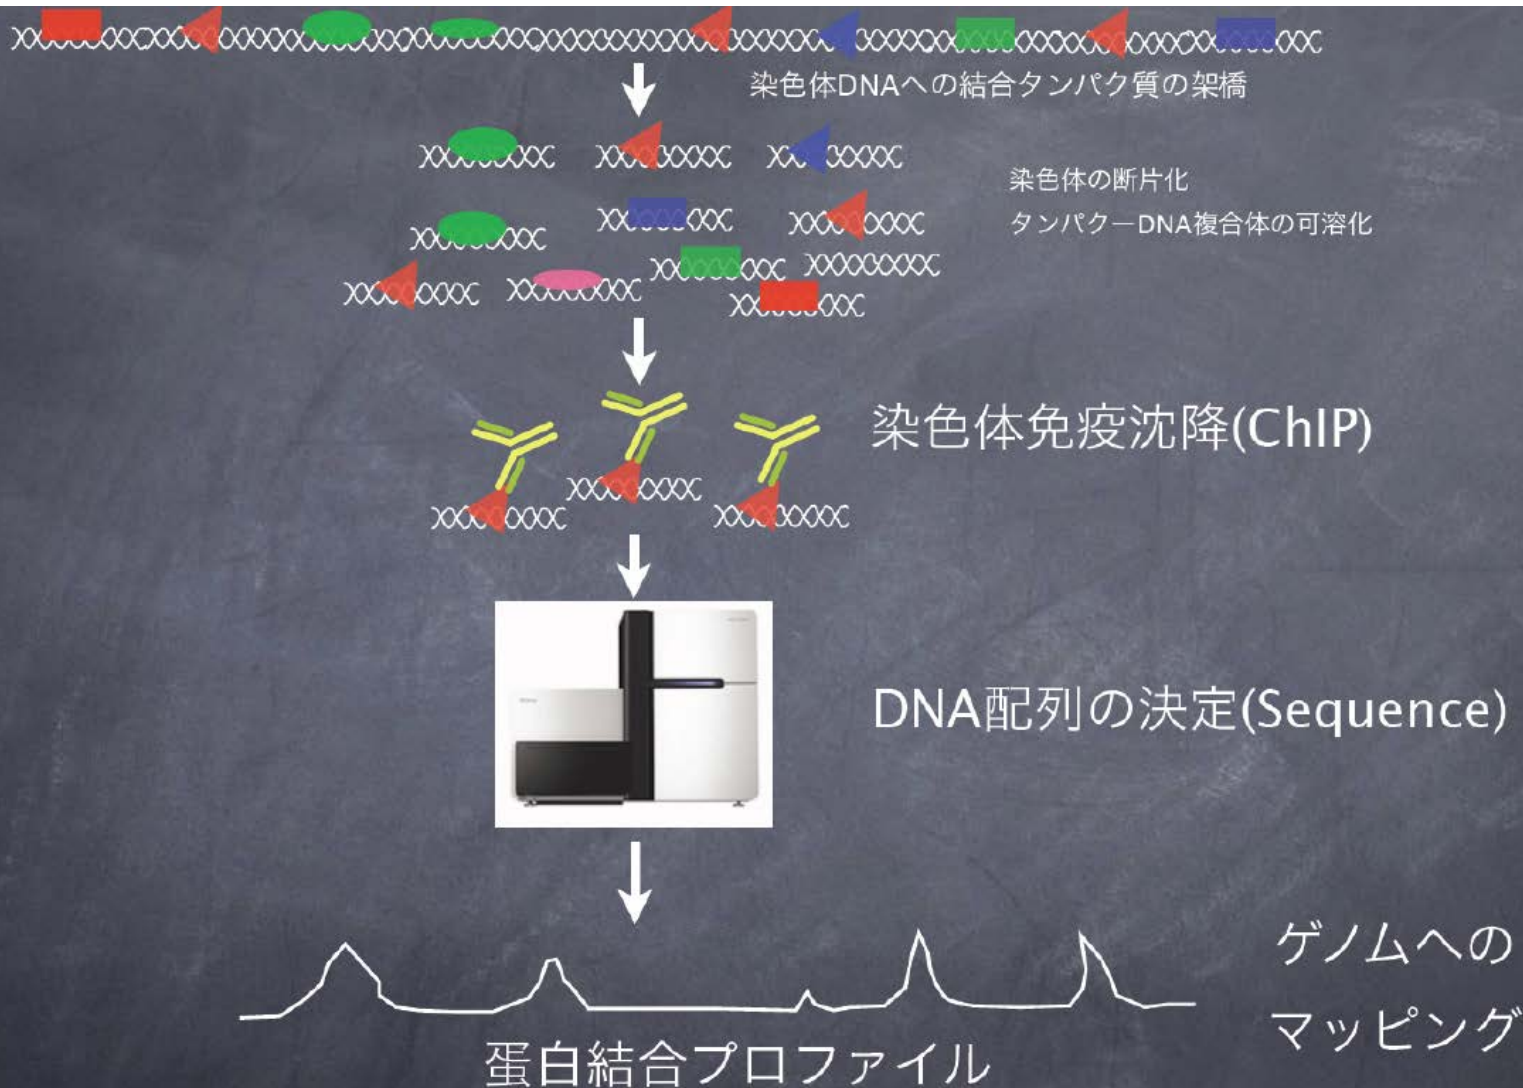 染色体DNAへの結合タンパク質の架橋
染色体の断片化
タンパク—DNA複合体の可溶化
染色体免疫沈降(ChIP)
DNA配列の決定(Sequence)
ゲノムへの
マッピング
蛋白結合プロファイル